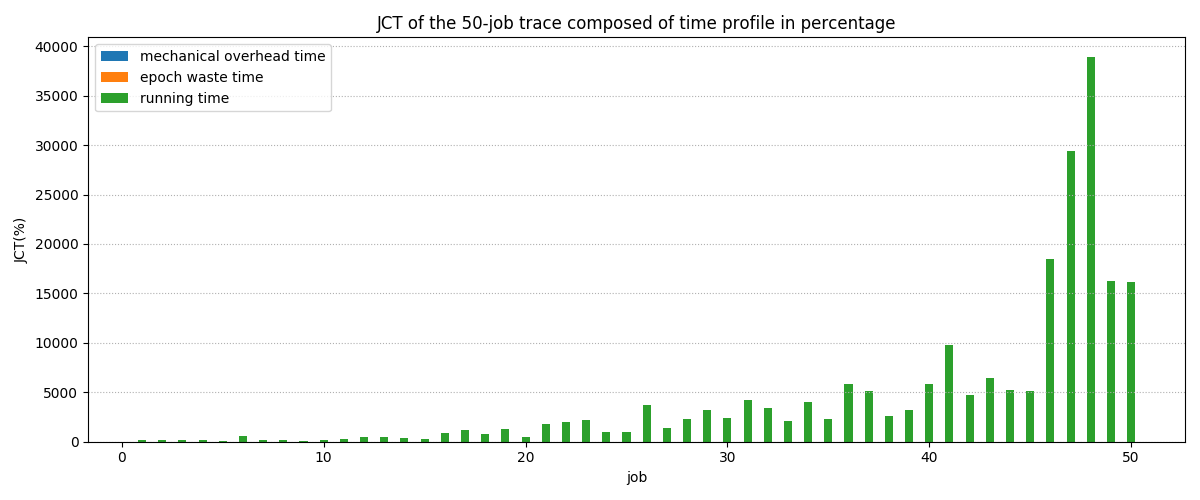 JCT of the 50-job trace composed of time profile in percentage
mechanical overhead time
epoch waste time
running time
JCT(%)
40000
35000
30000
25000
20000
15000
10000
5000
0
0 10 20 30 40 50
job